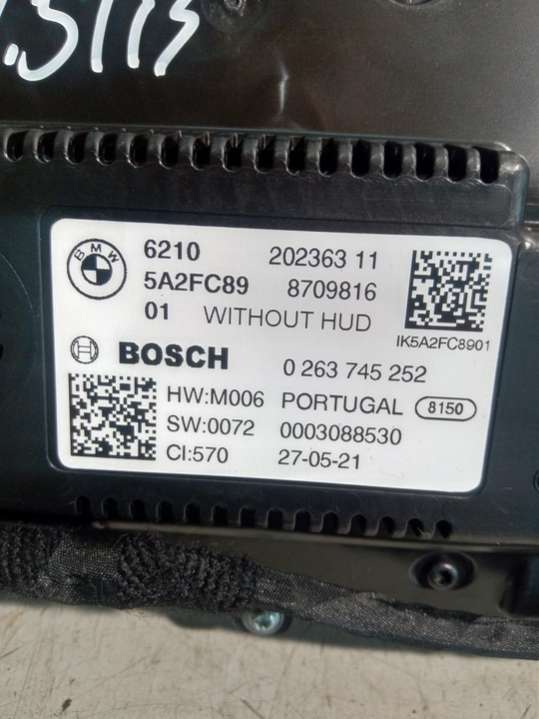 BMW
6210 202363 11
5A2FC89 8709816
01 WITHOUT HUD
IK5A2FC8901
BOSCH 0 263 745 252
HW:M006 PORTUGAL 8150
SW:0072 0003088530
CI:570 27-05-21